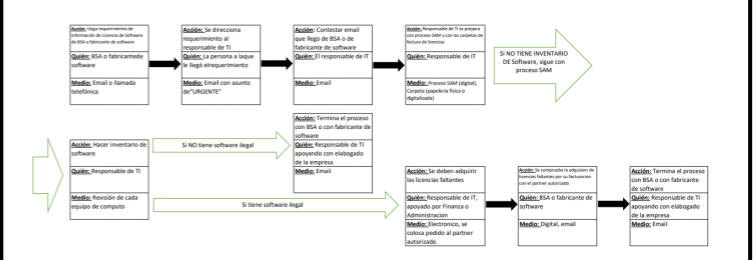 Acción: Llega requerimiento de
información de Licencia de Software
de BSA o fabricante de software
Quién: BSA o fabricantede
software
Medio: Email o llamada
telefónica
Acción: Se direcciona
requerimiento al
responsable de TI
Quién: La persona a laque
le llegó elrequerimiento
Medio: Email con asunto
de"URGENTE"
Acción: Contestar email
que llego de BSA o de
fabricante de software
Quién: El responsable de IT
Medio: Email
Acción: Responsable de TI se prepara
con proceso SAM y con las carpetas de
factura de licencias
Quién: Responsable de IT
Medio: Proceso SAM (digital),
Carpeta (papelería física o
digitalizada)
SI NO TIENE INVENTARIO
DE Software, sigue con
proceso SAM
Acción: Hacer inventario de
software
Quién: Responsable de TI
Medio: Revisión de cada
equipo de computo
Si NO tiene software ilegal
Acción: Termina el proceso
con BSA o con fabricante de
software
Quién: Responsable de TI
apoyando con elabogado
de la empresa
Medio: Email
Si tiene software ilegal
Acción: Se deben adquirir
las licencias faltantes
Quién: Responsable de IT,
apoyado por Finanza o
Administracion
Medio: Electronico, se
coloca pedido al partner
autorizado
Acción: Se comprueba la adquision de
licencias faltantes por su facturacion
con el partner autorizado
Quién: BSA o fabricante de
software
Medio: Digital, email
Acción: Termina el proceso
con BSA o con fabricante
de software
Quién: Responsable de TI
apoyando con elabogado
de la empresa
Medio: Email